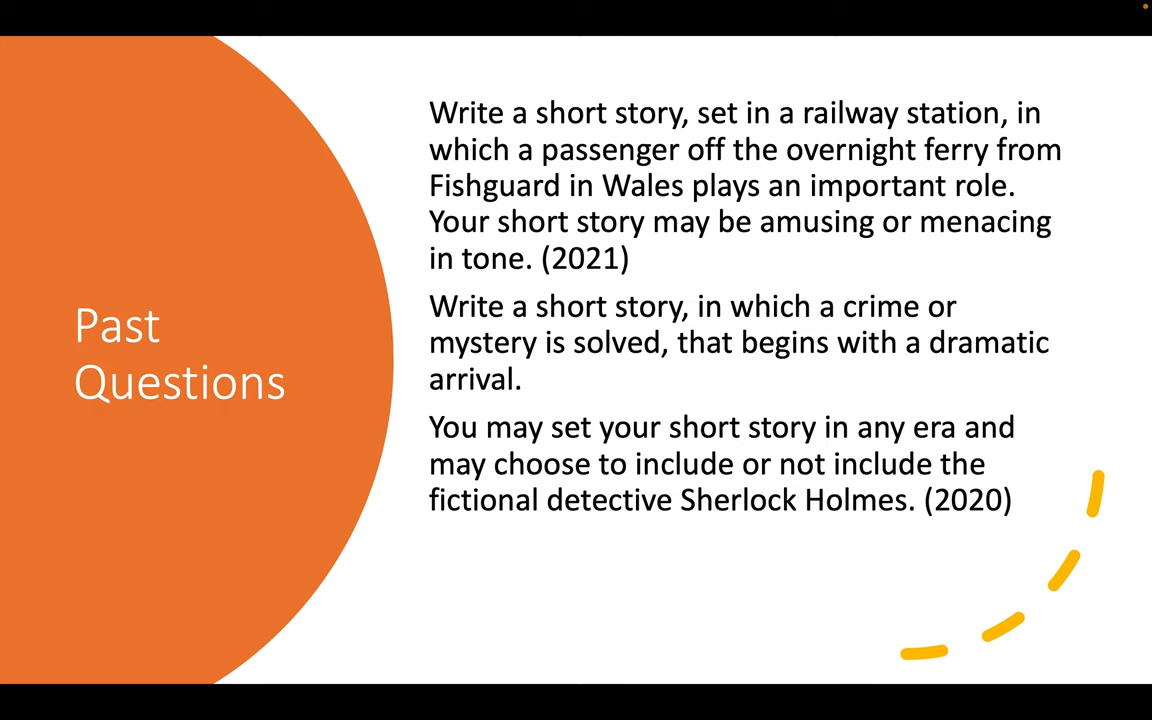 Past
Questions
Write a short story, set in a railway station, in
which a passenger off the overnight ferry from
Fishguard in Wales plays an important role.
Your short story may be amusing or menacing
in tone. (2021)
Write a short story, in which a crime or
mystery is solved, that begins with a dramatic
arrival.
You may set your short story in any era and
may choose to include or not include the
fictional detective Sherlock Holmes. (2020)